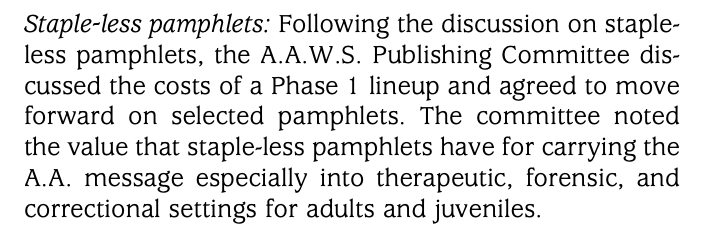 Staple-less pamphlets: Following the discussion on staple-
less pamphlets, the A.A.W.S. Publishing Committee dis-
cussed the costs of a Phase 1 lineup and agreed to move
forward on selected pamphlets. The committee noted
the value that staple-less pamphlets have for carrying the
A.A. message especially into therapeutic, forensic, and
correctional settings for adults and juveniles.